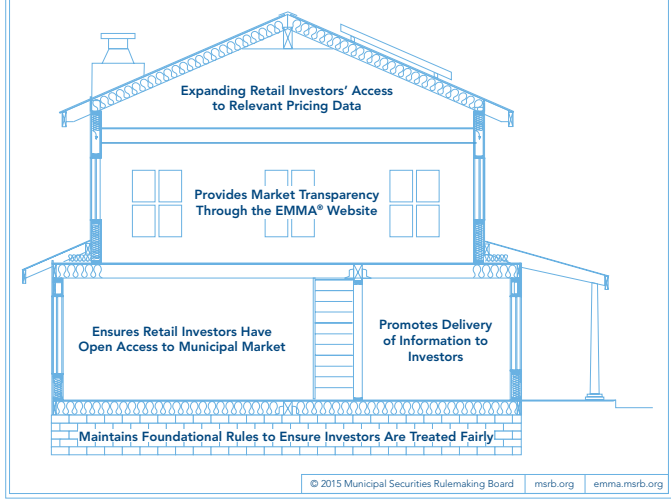 Expanding Retail Investors' Access
to Relevant Pricing Data
Provides Market Transparency
Through the EMMA® Website
Ensures Retail Investors Have
Open Access to Municipal Market
Promotes Delivery
of Information to
Investors
Maintains Foundational Rules to Ensure Investors Are Treated Fairly
© 2015 Municipal Securities Rulemaking Board msrb.org emma.msrb.org